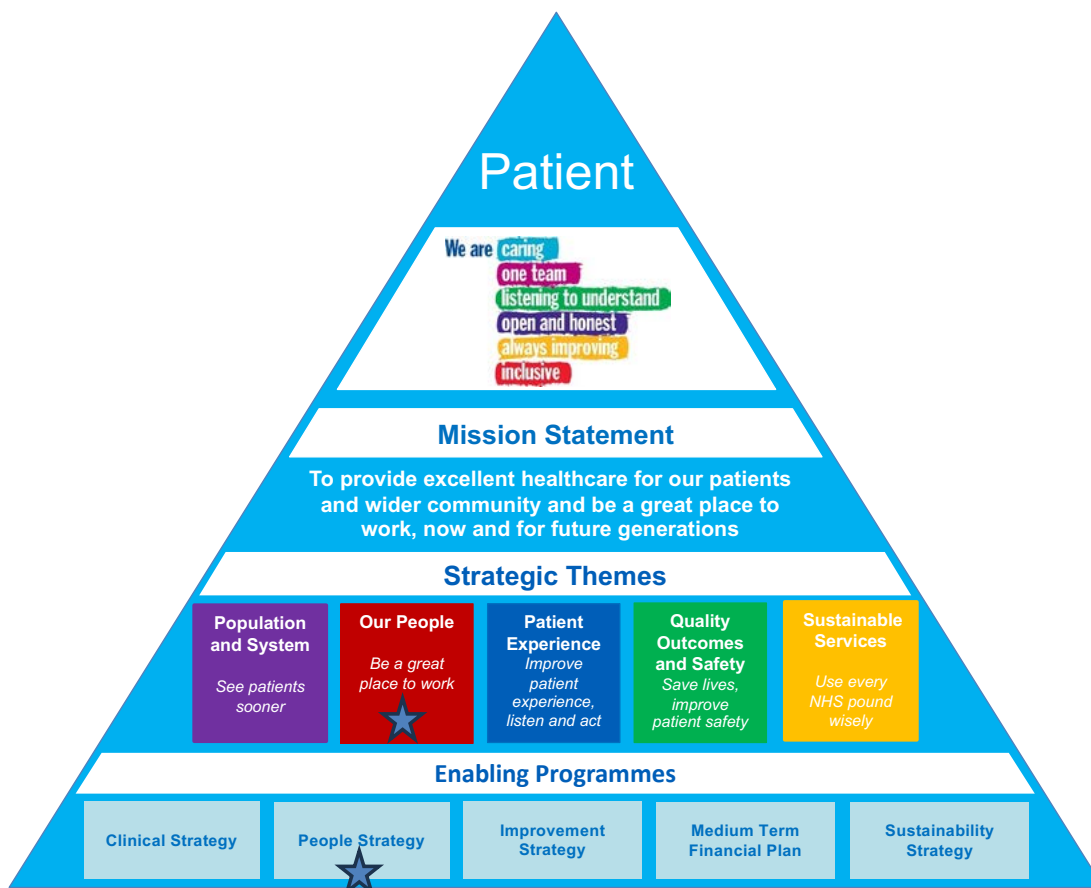 Patient
We are caring
one team
listening to understand
open and honest
always improving
inclusive
Mission Statement
To provide excellent healthcare for our patients
and wider community and be a great place to
work, now and for future generations
Strategic Themes
Population
and System
See patients
sooner
Our People
Be a great
place to work
Patient
Experience
Improve
patient
experience,
listen and act
Quality
Outcomes
and Safety
Save lives,
improve
patient safety
Sustainable
Services
Use every
NHS pound
wisely
Enabling Programmes
Clinical Strategy
People Strategy
Improvement
Strategy
Medium Term
Financial Plan
Sustainability
Strategy